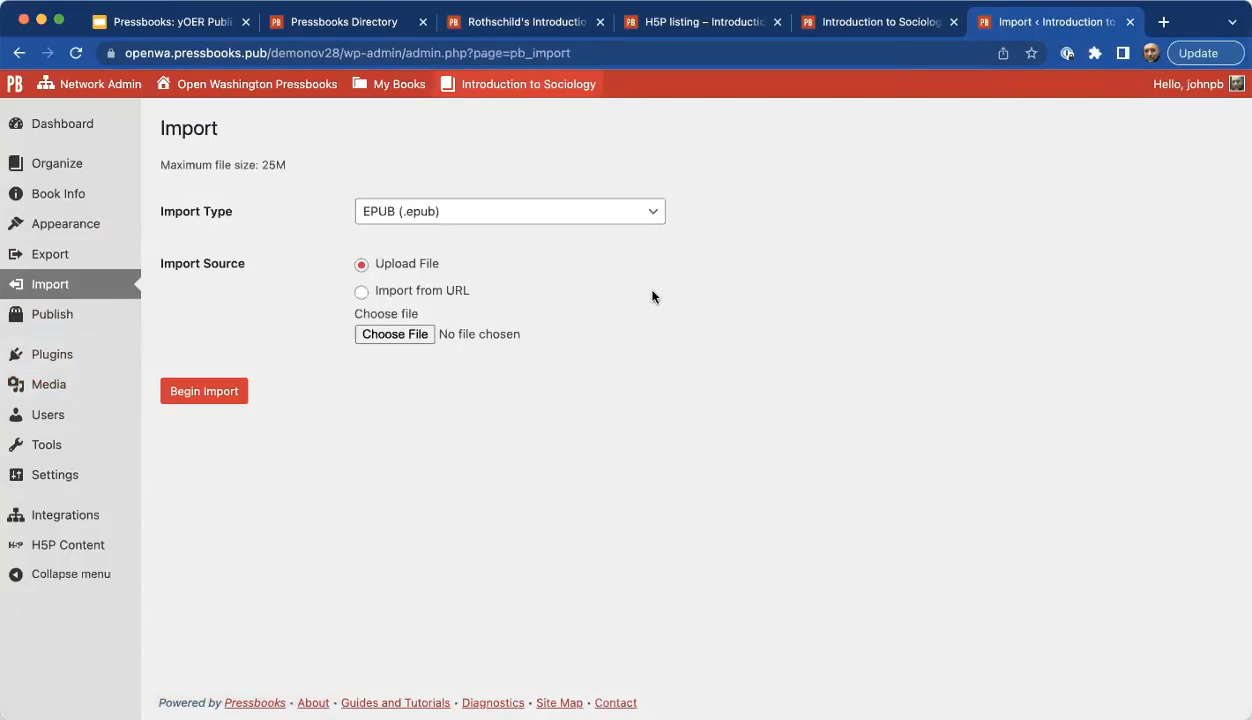 Pressbooks: yOER Publi
Pressbooks Directory
Rothschild's Introductio
H5P listing – Introductic
Introduction to Sociolog
Import ‹ Introduction to
openwa.pressbooks.pub/demonov28/wp-admin/admin.php?page=pb_import
Update
PB
Network Admin
Open Washington Pressbooks
My Books
Introduction to Sociology
Hello, johnpb
Dashboard
Organize
Book Info
Appearance
Export
Import
Publish
Plugins
Media
Users
Tools
Settings
Integrations
H5P
H5P Content
Collapse menu
Import
Maximum file size: 25M
Import Type
EPUB (.epub)
Import Source
Upload File
Import from URL
Choose file
Choose File No file chosen
Begin Import
Powered by Pressbooks • About • Guides and Tutorials • Diagnostics • Site Map • Contact